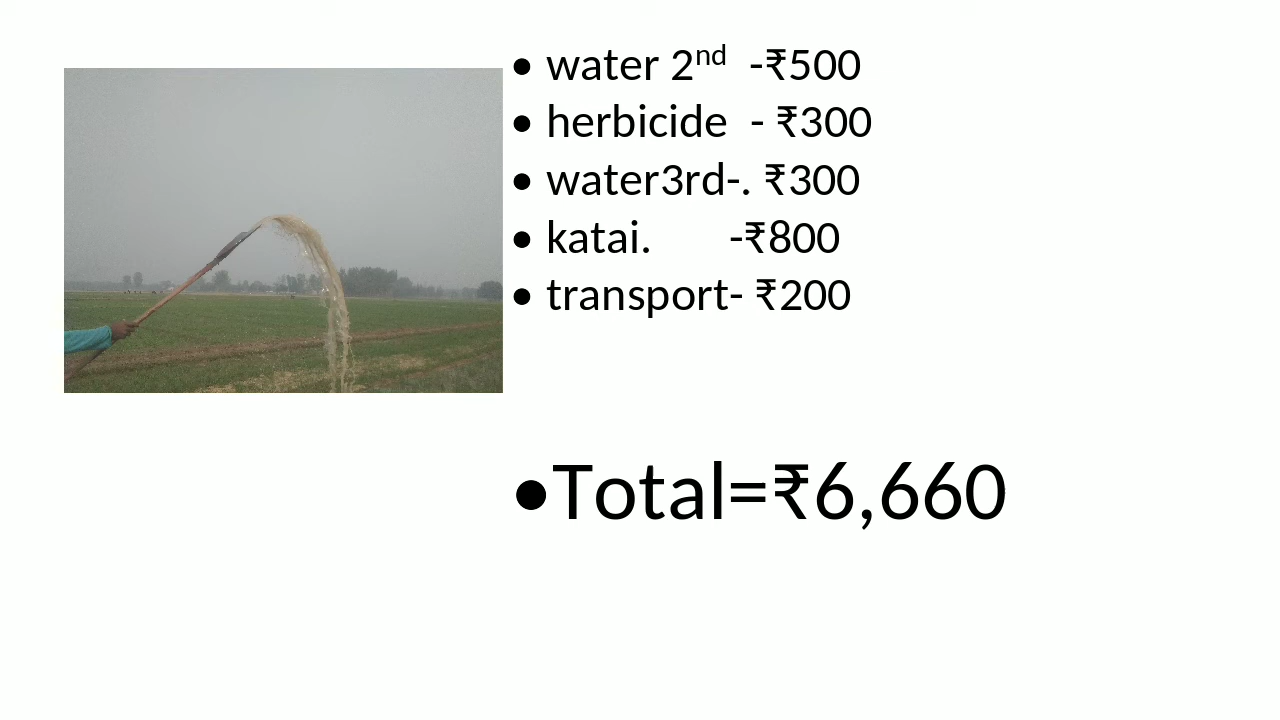 • water 2nd -₹500
• herbicide - ₹300
• water3rd-. ₹300
• katai. -₹800
• transport- ₹200
•Total=₹6,660